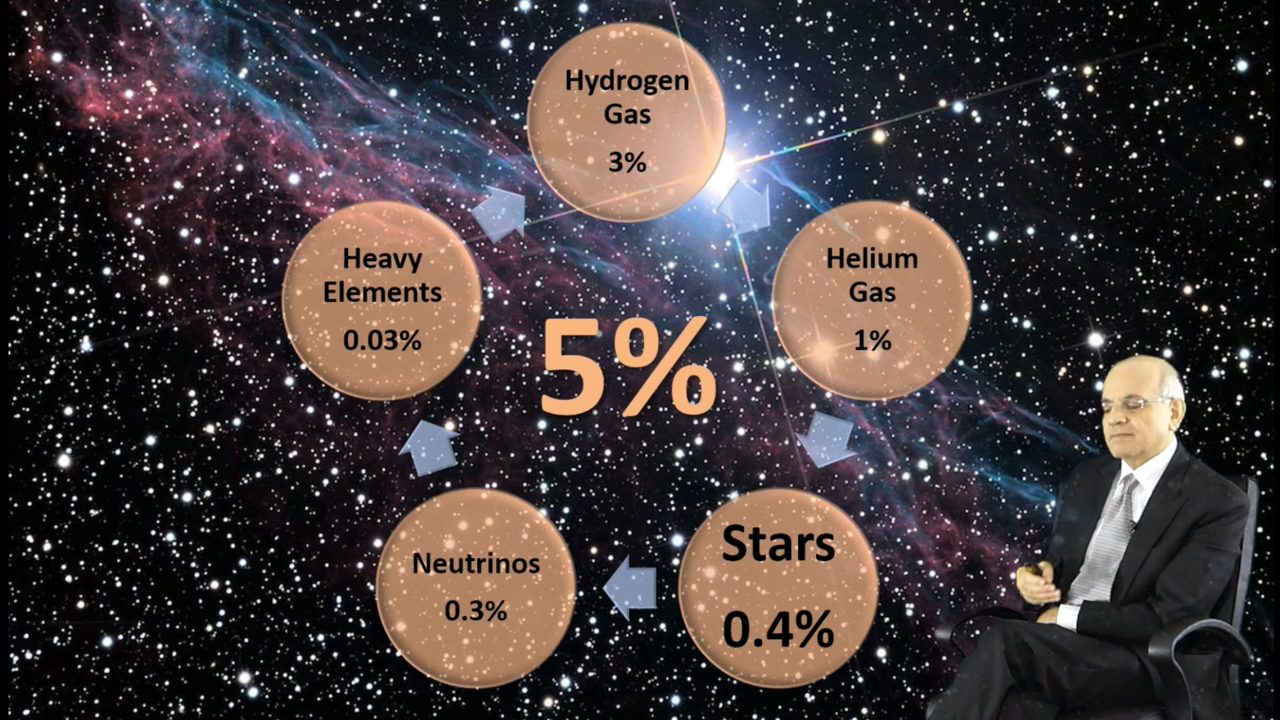 Hydrogen
Gas
3%
Helium
Gas
1%
Stars
0.4%
Neutrinos
0.3%
Heavy
Elements
0.03%
5%